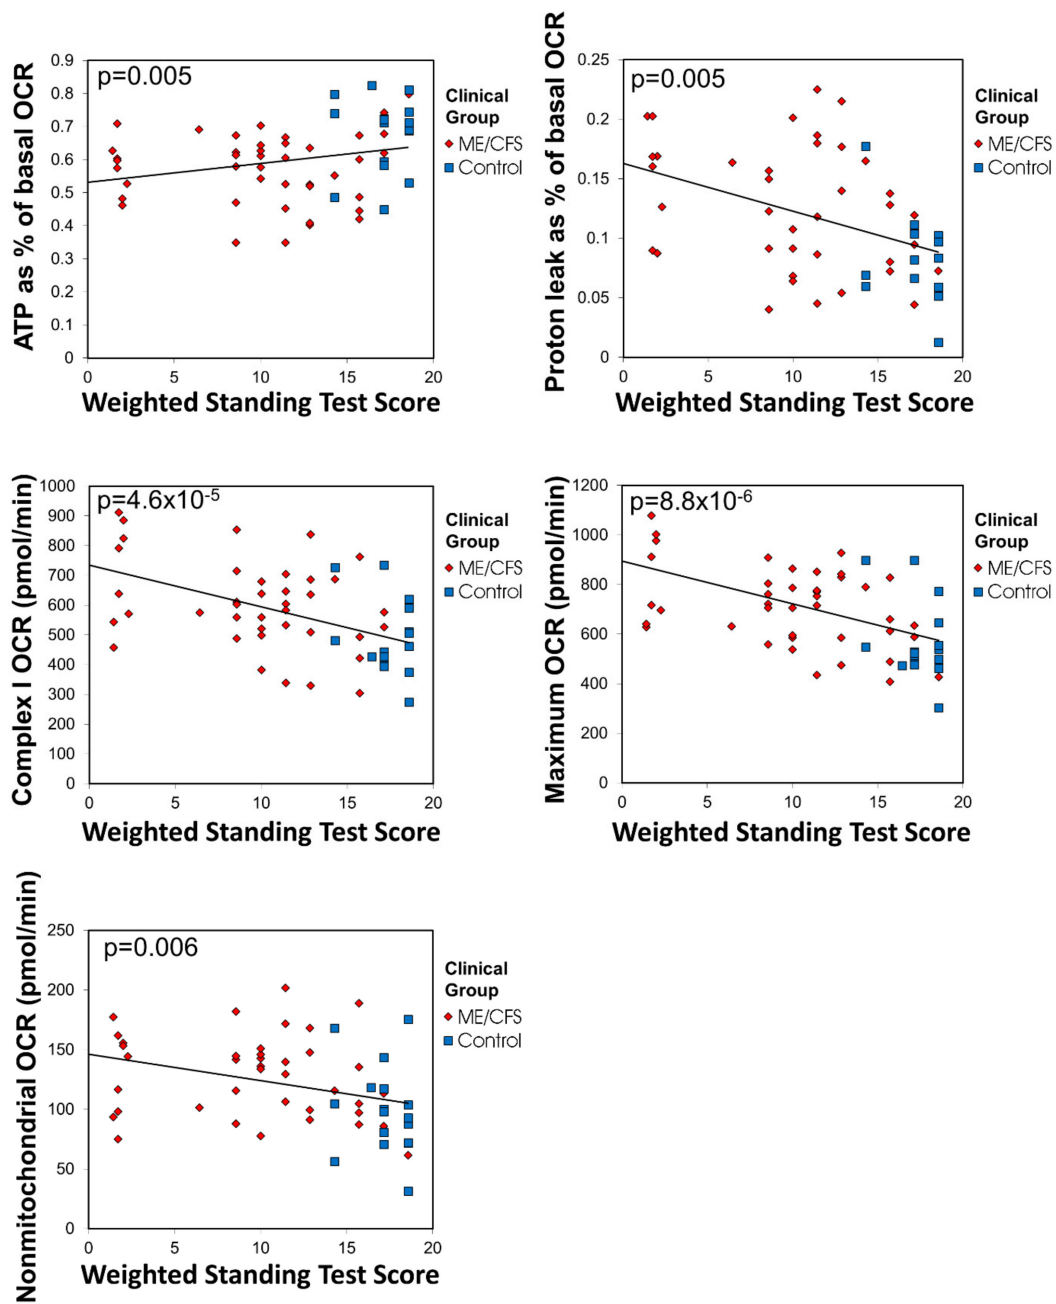 ATP as % of basal OCR
p=0.005
0.9
0.8
0.7
0.6
0.5
0.4
0.3
0.2
0.1
0
0 5 10 15 20
Weighted Standing Test Score
Clinical
Group
ME/CFS
Control
Proton leak as % of basal OCR
p=0.005
0.25
0.2
0.15
0.1
0.05
0
0 5 10 15 20
Weighted Standing Test Score
Clinical
Group
ME/CFS
Control
Complex I OCR (pmol/min)
p=4.6x10⁻⁵
1000
900
800
700
600
500
400
300
200
100
0
0 5 10 15 20
Weighted Standing Test Score
Clinical
Group
ME/CFS
Control
Maximum OCR (pmol/min)
p=8.8x10⁻⁶
1200
1000
800
600
400
200
0
0 5 10 15 20
Weighted Standing Test Score
Clinical
Group
ME/CFS
Control
Nonmitochondrial OCR (pmol/min)
p=0.006
250
200
150
100
50
0
0 5 10 15 20
Weighted Standing Test Score
Clinical
Group
ME/CFS
Control